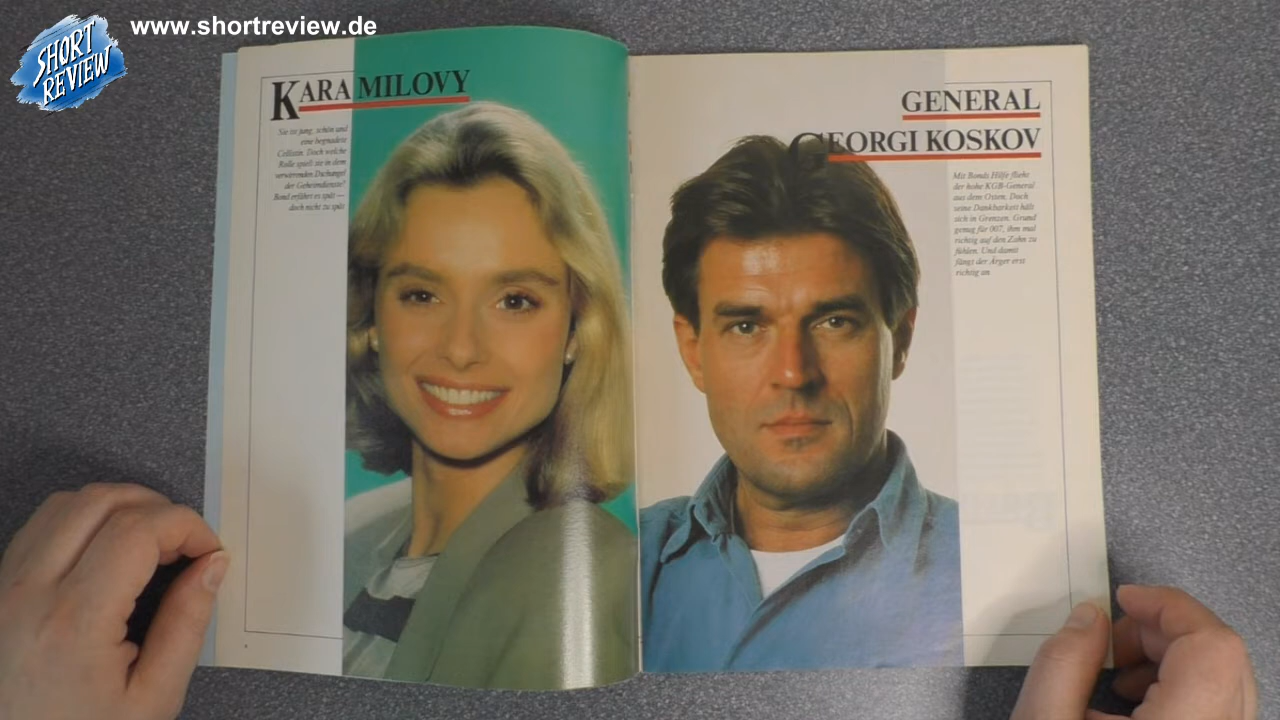 SHORT
REVIEW
www.shortreview.de
KARA MILOVY
Sie ist jung, schön und
eine begnadete
Cellistin. Doch welche
Rolle spielt sie in dem
verwirrenden Dschungel
der Geheimdienste?
Bond erfährt es spät —
doch nicht zu spät
GENERAL
GEORGI KOSKOV
Mit Bonds Hilfe flieht
der hohe KGB-General
aus dem Osten. Doch
seine Dankbarkeit hält
sich in Grenzen. Grund
genug für 007, ihm mal
richtig auf den Zahn zu
fühlen. Und damit
fängt der Ärger erst
richtig an